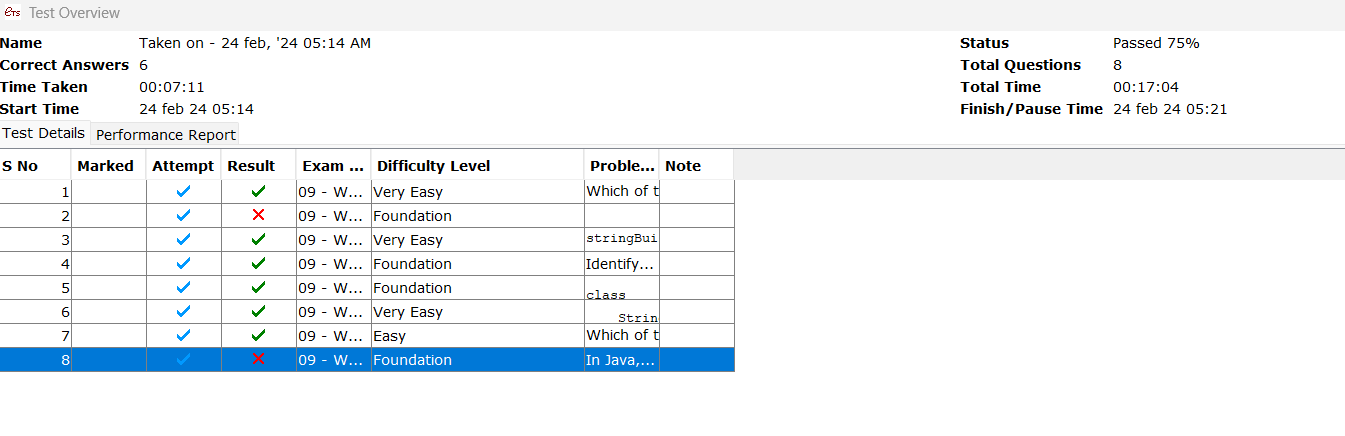 eTS Test Overview
Name Taken on - 24 feb, '24 05:14 AM Status Passed 75%
Correct Answers 6 Total Questions 8
Time Taken 00:07:11 Total Time 00:17:04
Start Time 24 feb 24 05:14 Finish/Pause Time 24 feb 24 05:21
Test Details Performance Report
S No Marked Attempt Result Exam ... Difficulty Level Proble... Note
1 09 - W... Very Easy Which of t
2 09 - W... Foundation
3 09 - W... Very Easy stringBui
4 09 - W... Foundation Identify...
5 09 - W... Foundation class
6 09 - W... Very Easy Strin
7 09 - W... Easy Which of t
8 09 - W... Foundation In Java,...